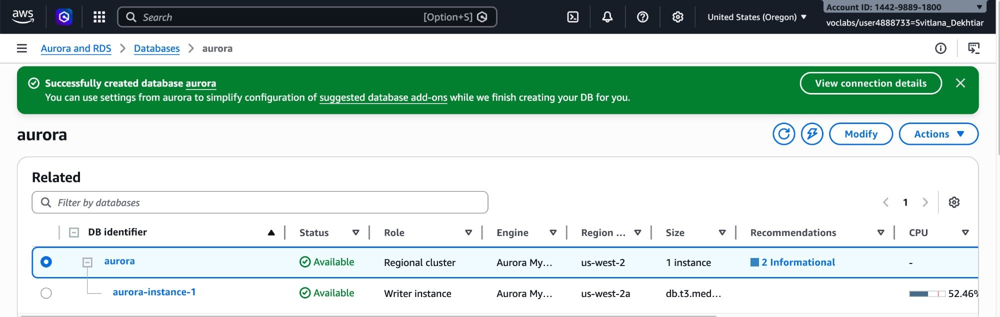 aws
Search [Option+S]
United States (Oregon)
Account ID: 1442-9889-1800
voclabs/user4888733=Svitlana_Dekhtiar
Aurora and RDS > Databases > aurora
Successfully created database aurora
You can use settings from aurora to simplify configuration of suggested database add-ons while we finish creating your DB for you.
View connection details
aurora
Modify
Actions
Related
Filter by databases
1
DB identifier Status Role Engine Region ... Size Recommendations CPU
aurora Available Regional cluster Aurora My... us-west-2 1 instance 2 Informational -
aurora-instance-1 Available Writer instance Aurora My... us-west-2a db.t3.med... 52.46%